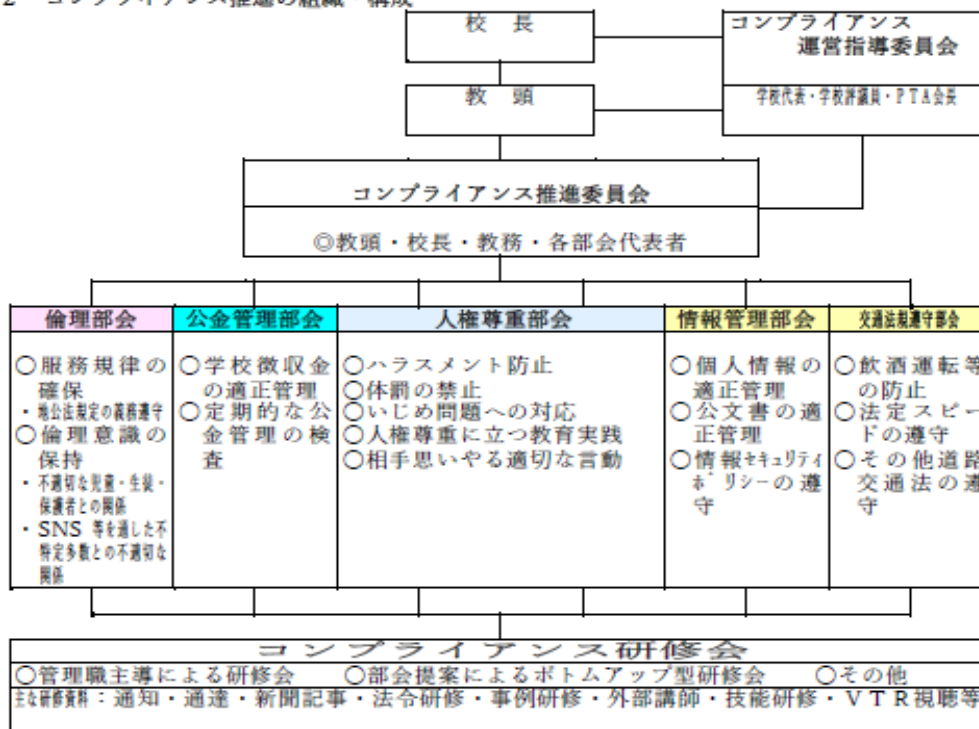 2 コンプライアンス推進の組織・構成
校 長
コンプライアンス
運営指導委員会
教 頭
学校代表・学校評議員・PTA会長
コンプライアンス推進委員会
◎教頭・校長・教務・各部会代表者
倫理部会
○服務規律の
確保
・地公法規定の義務遵守
○倫理意識の
保持
・不適切な児童・生徒・
保護者との関係
・SNS 等を通した不
特定多数との不適切な
関係
公金管理部会
○学校徴収金
の適正管理
○定期的な公
金管理の検
査
人権尊重部会
○ハラスメント防止
○体罰の禁止
○いじめ問題への対応
○人権尊重に立つ教育実践
○相手思いやる適切な言動
情報管理部会
○個人情報の
適正管理
○公文書の適
正管理
○情報セキュリティ
ポリシーの遵
守
交通法規遵守部会
○飲酒運転等
の防止
○法定スピー
ドの遵守
○その他道路
交通法の遵
守
コンプライアンス研修会
○管理職主導による研修会 ○部会提案によるボトムアップ型研修会 ○その他
主な研修資料：通知・通達・新聞記事・法令研修・事例研修・外部講師・技能研修・VTR視聴等